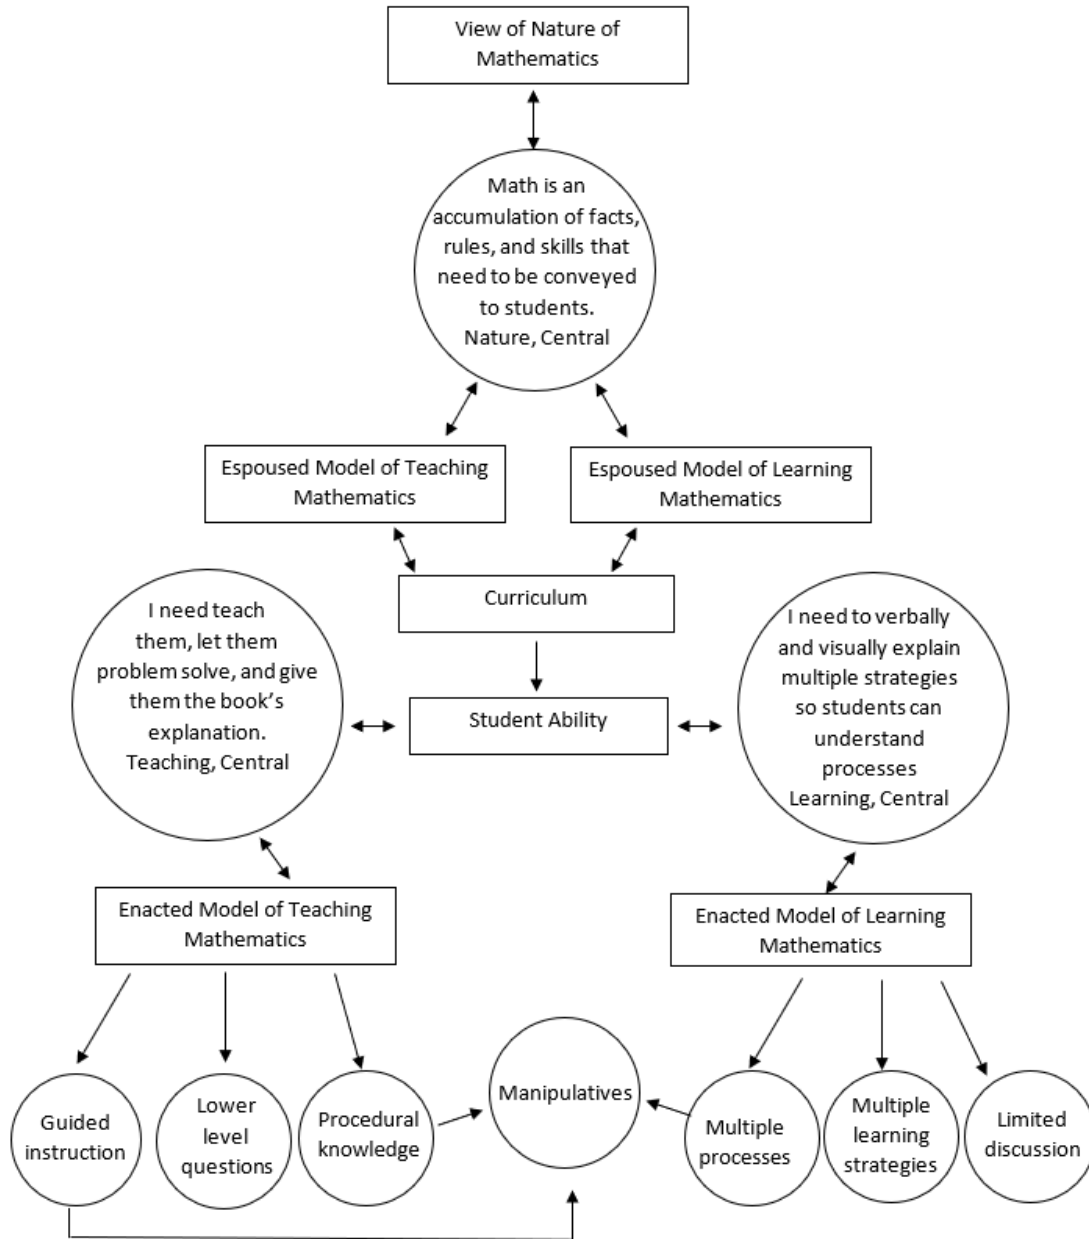 View of Nature of
Mathematics
Math is an
accumulation of facts,
rules, and skills that
need to be conveyed
to students.
Nature, Central
Espoused Model of Teaching
Mathematics
Espoused Model of Learning
Mathematics
Curriculum
I need teach
them, let them
problem solve, and give
them the book's
explanation.
Teaching, Central
Student Ability
I need to verbally
and visually explain
multiple strategies
so students can
understand
processes
Learning, Central
Enacted Model of Teaching
Mathematics
Enacted Model of Learning
Mathematics
Guided
instruction
Lower
level
questions
Procedural
knowledge
Manipulatives
Multiple
processes
Multiple
learning
strategies
Limited
discussion